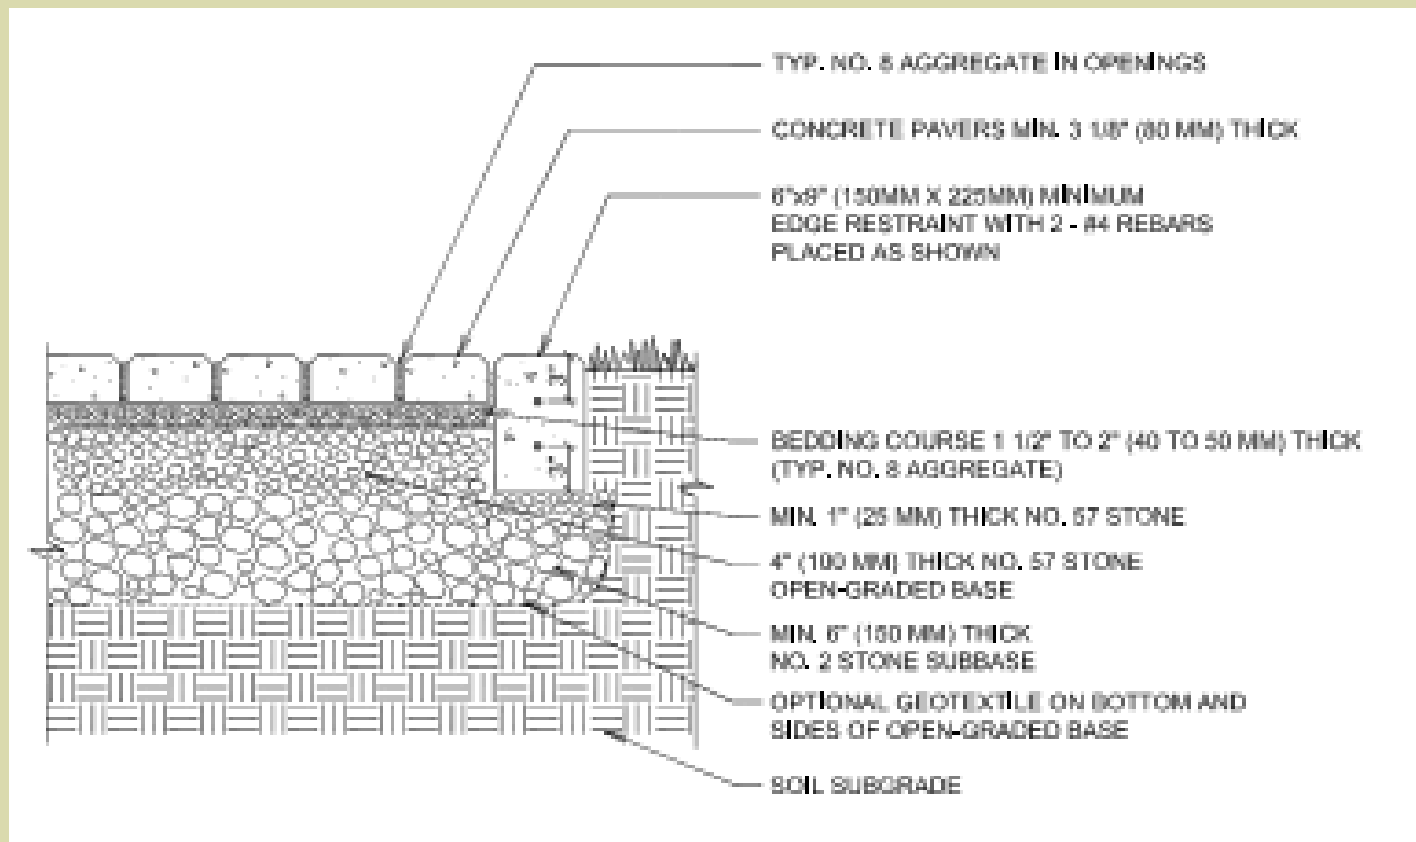 TYP. NO. 8 AGGREGATE IN OPENINGS
CONCRETE PAVERS MIN. 3 1/8" (80 MM) THICK
6"x9" (150MM X 225MM) MINIMUM
EDGE RESTRAINT WITH 2 - #4 REBARS
PLACED AS SHOWN
3"
3"
BEDDING COURSE 1 1/2" TO 2" (40 TO 50 MM) THICK
(TYP. NO. 8 AGGREGATE)
MIN. 1" (25 MM) THICK NO. 57 STONE
4" (100 MM) THICK NO. 57 STONE
OPEN-GRADED BASE
MIN. 6" (150 MM) THICK
NO. 2 STONE SUBBASE
OPTIONAL GEOTEXTILE ON BOTTOM AND
SIDES OF OPEN-GRADED BASE
SOIL SUBGRADE